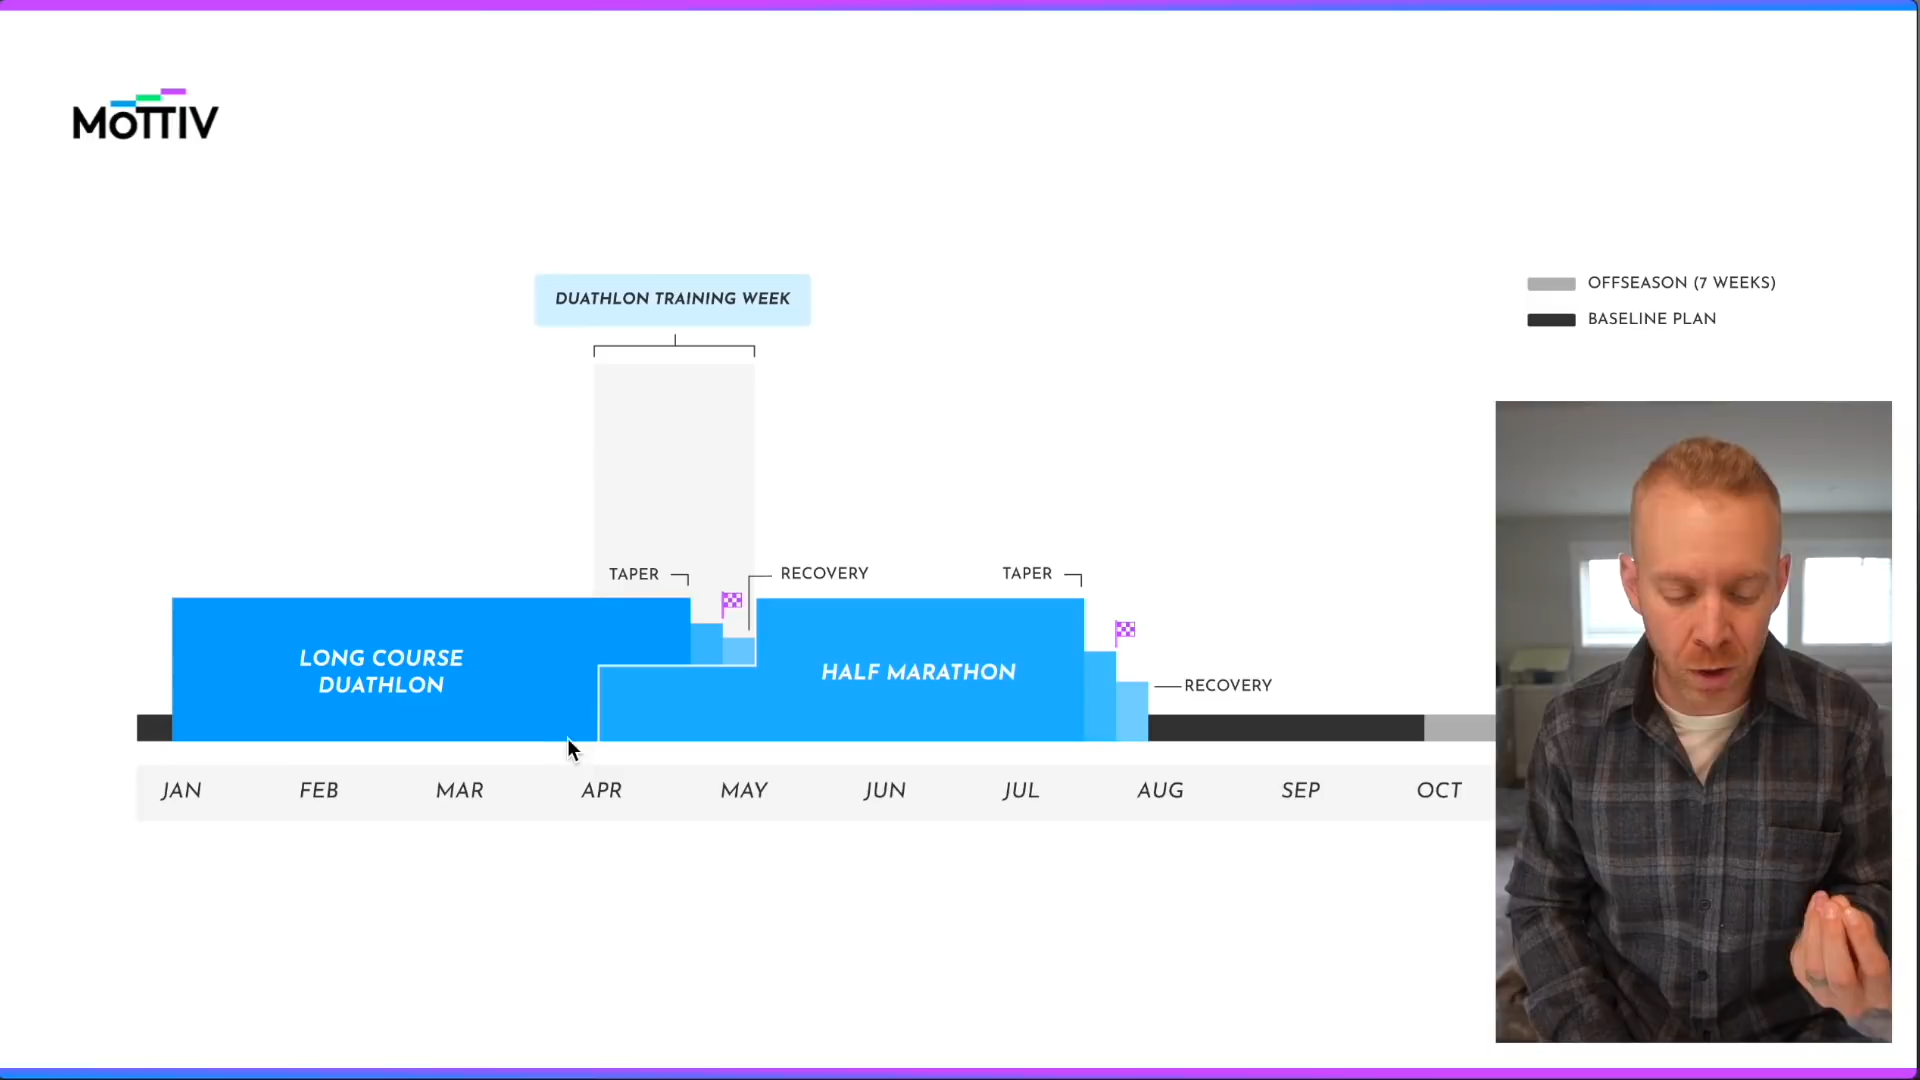 MōTTIV
DUATHLON TRAINING WEEK
OFFSEASON (7 WEEKS)
BASELINE PLAN
TAPER
RECOVERY
TAPER
LONG COURSE
DUATHLON
HALF MARATHON
RECOVERY
JAN FEB MAR APR MAY JUN JUL AUG SEP OCT